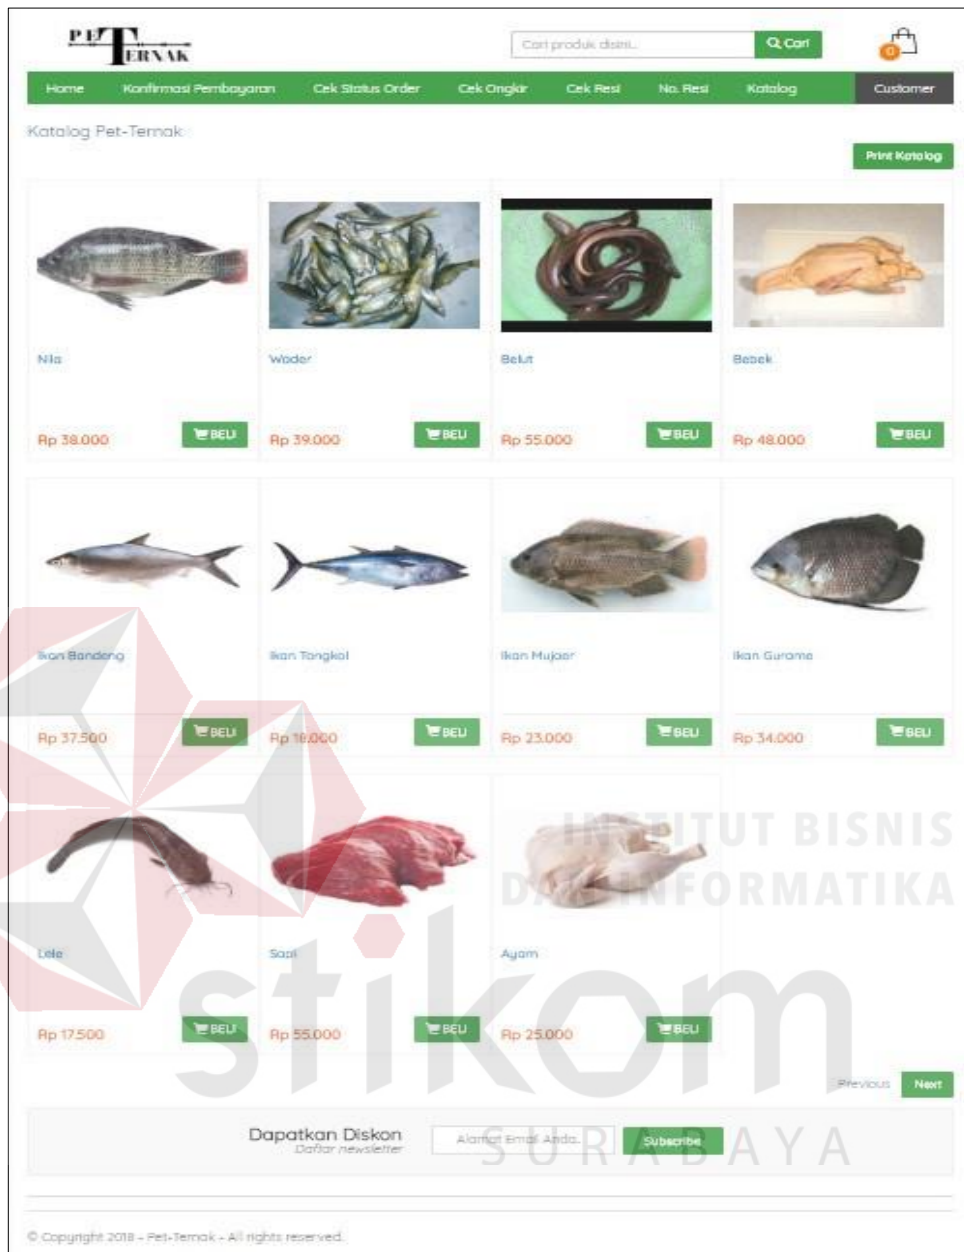 PET
TERNAK
Cari produk disini...
Cari
0
Home Konfirmasi Pembayaran Cek Status Order Cek Ongkir Cek Resi No. Resi Katalog Customer
Katalog Pet-Ternak
Print Katalog
Nila Wader Belut Bebek
Rp 38.000 BELI Rp 39.000 BELI Rp 55.000 BELI Rp 48.000 BELI
Ikan Bandeng Ikan Tongkol Ikan Mujaer Ikan Gurame
Rp 37.500 BELI Rp 18.000 BELI Rp 23.000 BELI Rp 34.000 BELI
INSTITUT BISNIS
DAN INFORMATIKA
Lele Sapi Ayam
stikom
Rp 17.500 BELI Rp 55.000 BELI Rp 25.000 BELI
Previous Next
Dapatkan Diskon
Daftar newsletter
Alamat Email Anda..
Subscribe
SURABAYA
© Copyright 2018 - Pet-Ternak - All rights reserved.